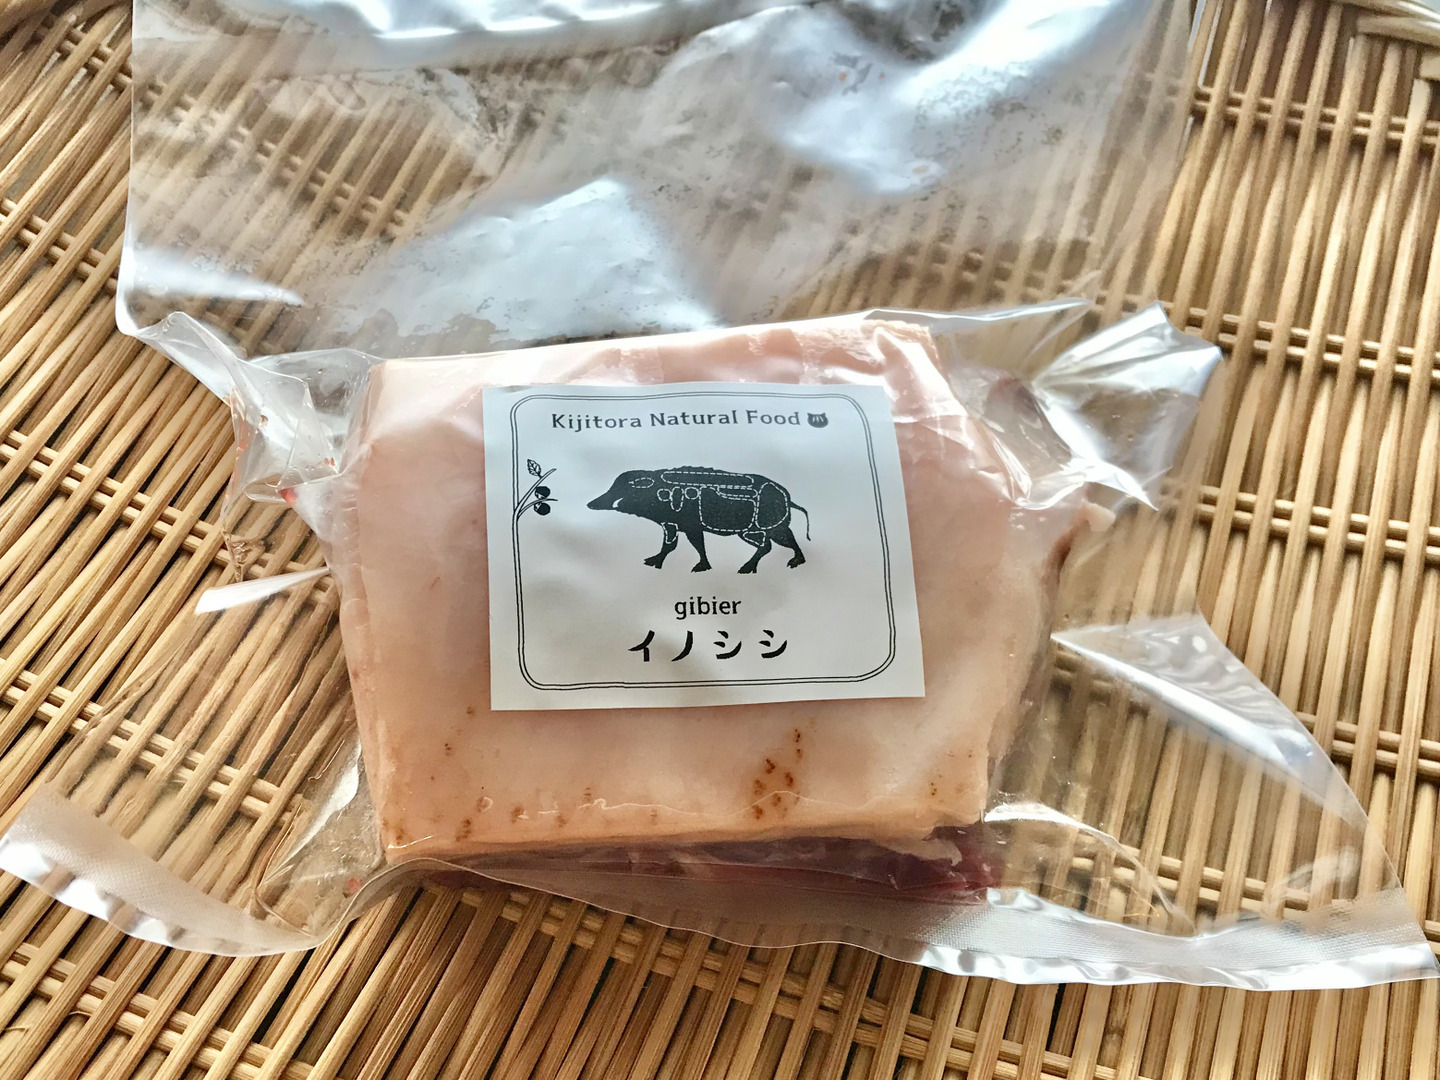 Kijitora Natural Food
gibier
イノシシ